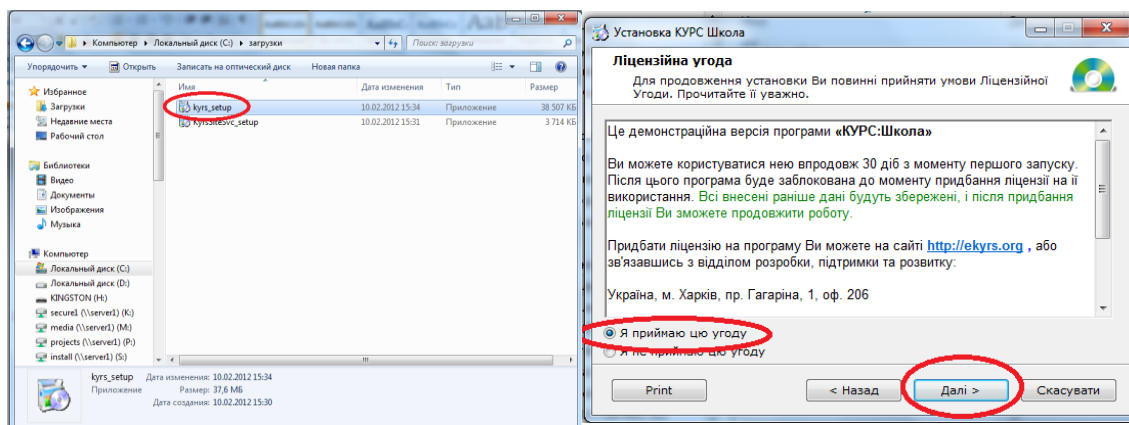 Компьютер ▸ Локальный диск (C:) ▸ загрузки
Поиск: загрузки
Упорядочить
Открыть
Записать на оптический диск
Новая папка
Имя
Дата изменения
Тип
Размер
kyrs_setup
10.02.2012 15:34
Приложение
38 507 КБ
KyrsSiteSvc_setup
10.02.2012 15:31
Приложение
3 714 КБ
Избранное
Загрузки
Недавние места
Рабочий стол
Библиотеки
Видео
Документы
Изображения
Музыка
Компьютер
Локальный диск (C:)
Локальный диск (D:)
KINGSTON (H:)
secure1 (\\server1) (K:)
media (\\server1) (M:)
projects (\\server1) (P:)
install (\\server1) (S:)
kyrs_setup Дата изменения: 10.02.2012 15:34
Приложение Размер: 37,6 МБ
Дата создания: 10.02.2012 15:30
Установка КУРС Школа
Ліцензійна угода
Для продовження установки Ви повинні прийняти умови Ліцензійної
Угоди. Прочитайте її уважно.
Це демонстраційна версія програми «КУРС:Школа»
Ви можете користуватися нею впродовж 30 діб з моменту першого запуску.
Після цього програма буде заблокована до моменту придбання ліцензії на її
використання. Всі внесені раніше дані будуть збережені, і після придбання
ліцензії Ви зможете продовжити роботу.
Придбати ліцензію на програму Ви можете на сайті http://ekyrs.org , або
зв'язавшись з відділом розробки, підтримки та розвитку:
Україна, м. Харків, пр. Гагаріна, 1, оф. 206
Я приймаю цю угоду
Я не приймаю цю угоду
Print
< Назад
Далі >
Скасувати